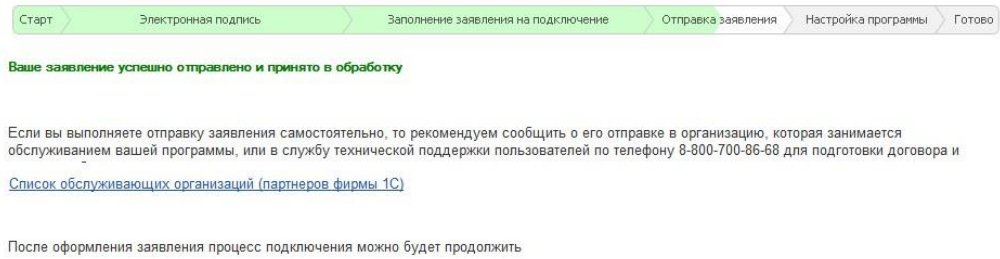 Старт Электронная подпись Заполнение заявления на подключение Отправка заявления Настройка программы Готово
Ваше заявление успешно отправлено и принято в обработку
Если вы выполняете отправку заявления самостоятельно, то рекомендуем сообщить о его отправке в организацию, которая занимается
обслуживанием вашей программы, или в службу технической поддержки пользователей по телефону 8-800-700-86-68 для подготовки договора и
Список обслуживающих организаций (партнеров фирмы 1С)
После оформления заявления процесс подключения можно будет продолжить